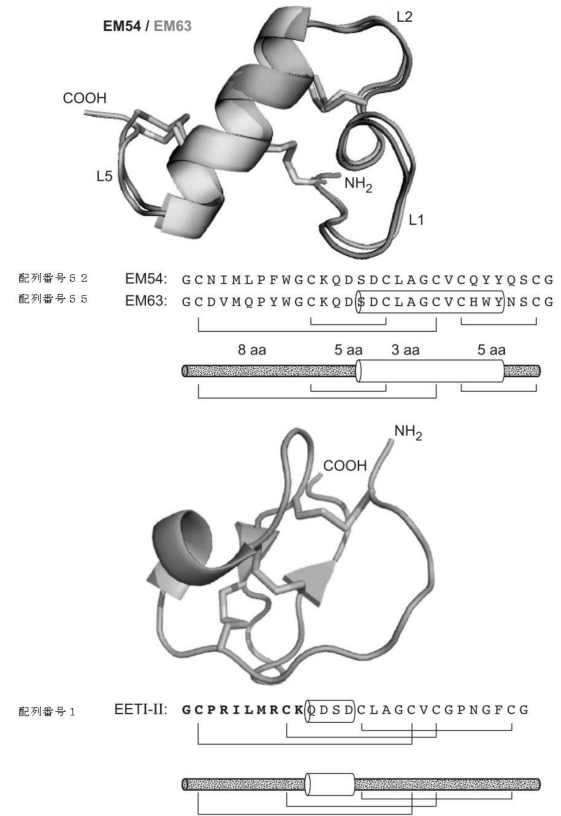 EM54 / EM63
L2
COOH
L5
NH2
L1
配列番号52 EM54: GCNIMLPFWGCKQDSDCLAGCVCQYYQSCG
配列番号55 EM63: GCDVMQPYWGCKQDSDCLAGCVCHWYNSCG
8 aa 5 aa 3 aa 5 aa
NH2
COOH
配列番号1 EETI-II: GCPRILMRCKQDSDCLAGCVCGPNGFCG